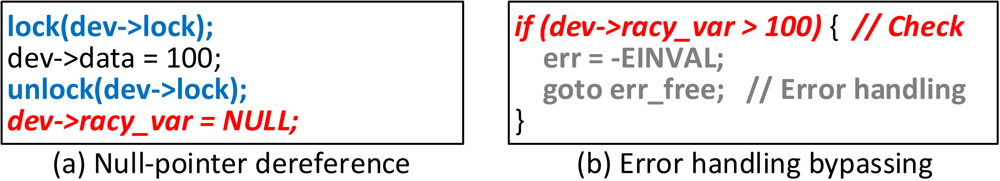 lock(dev->lock);
dev->data = 100;
unlock(dev->lock);
dev->racy_var = NULL;
(a) Null-pointer dereference
if (dev->racy_var > 100) { // Check
err = -EINVAL;
goto err_free; // Error handling
}
(b) Error handling bypassing